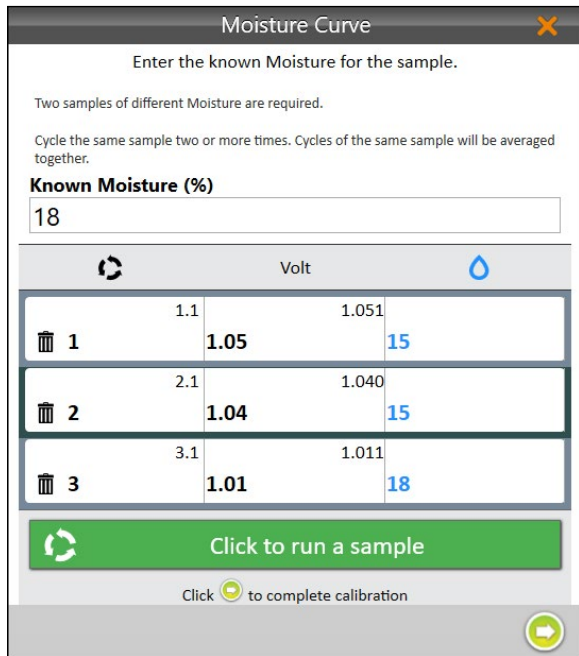 Moisture Curve
Enter the known Moisture for the sample.
Two samples of different Moisture are required.
Cycle the same sample two or more times. Cycles of the same sample will be averaged
together.
Known Moisture (%)
18
Volt
1.1 1.051
1 1.05 15
2.1 1.040
2 1.04 15
3.1 1.011
3 1.01 18
Click to run a sample
Click to complete calibration